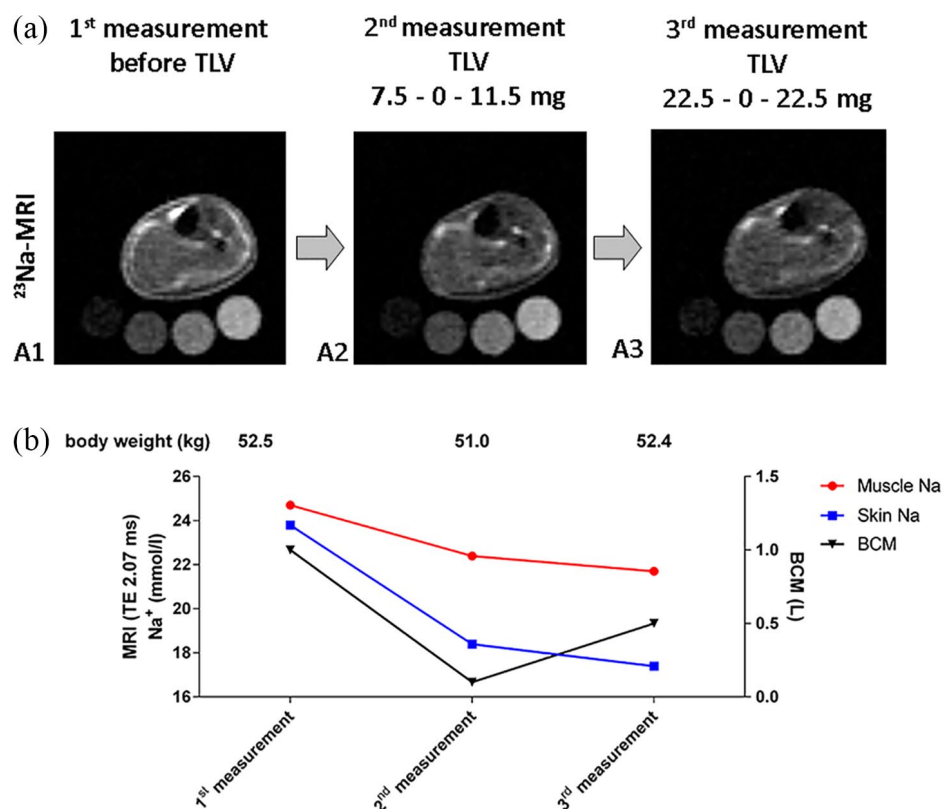 (a)
1st measurement
before TLV
2nd measurement
TLV
7.5 - 0 - 11.5 mg
3rd measurement
TLV
22.5 - 0 - 22.5 mg
23Na-MRI
A1
A2
A3
(b)
body weight (kg) 52.5 51.0 52.4
MRI (TE 2.07 ms)
Na+ (mmol/l)
26
24
22
20
18
16
1.5
1.0
0.5
0.0
BCM (L)
Muscle Na
Skin Na
BCM
1st measurement
2nd measurement
3rd measurement